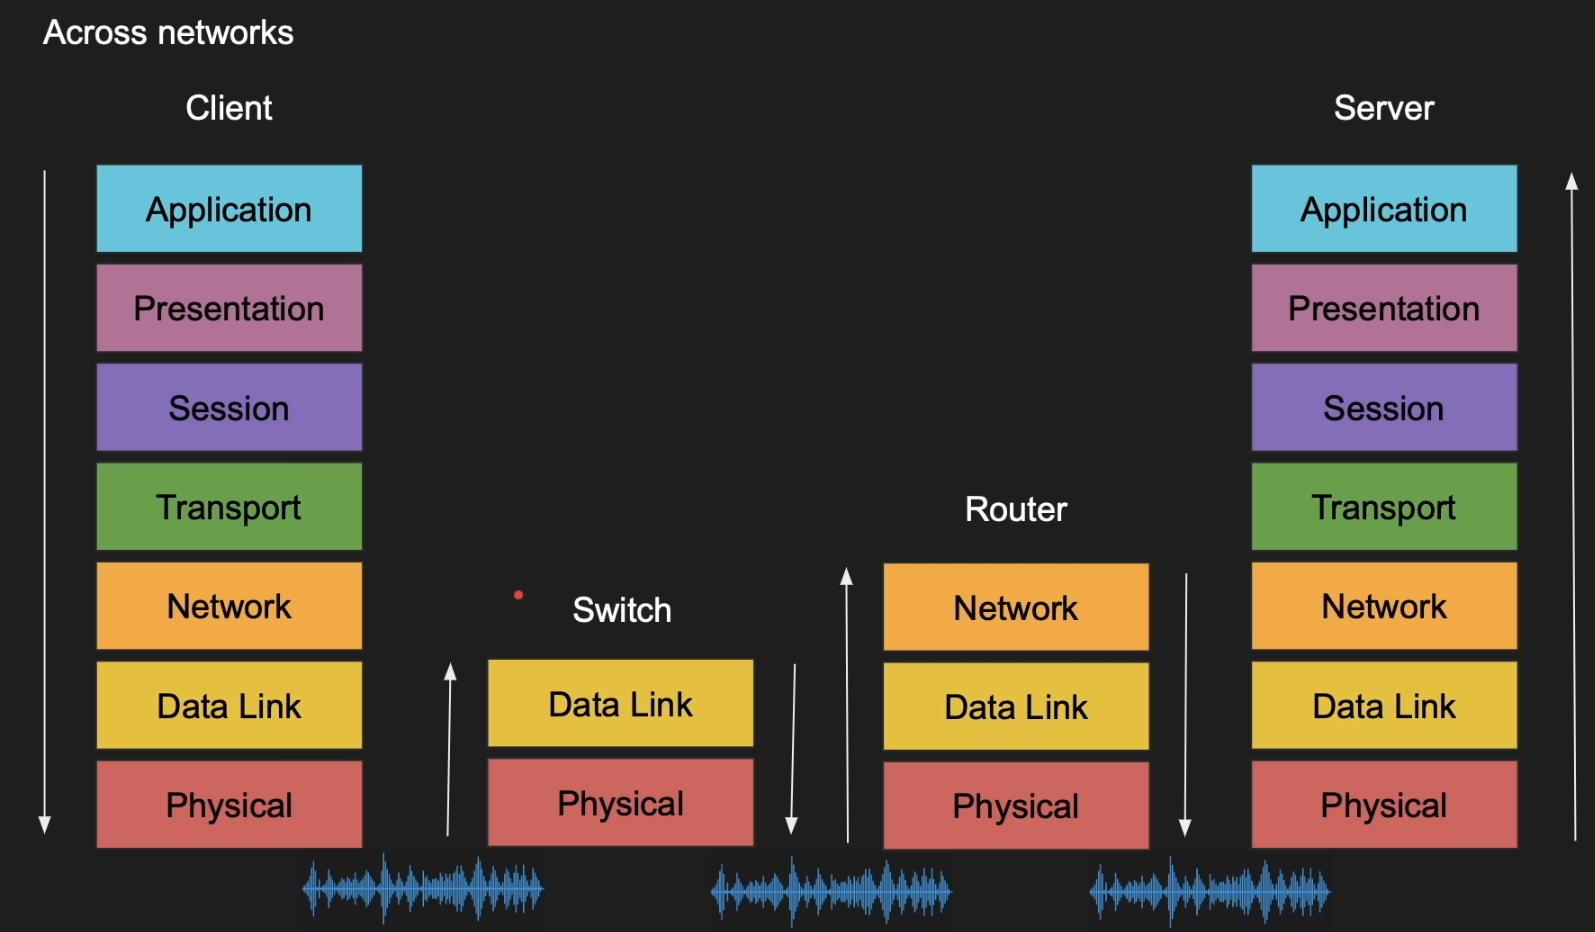 Across networks
Client
Server
Application
Presentation
Session
Transport
Network
Data Link
Physical
Switch
Data Link
Physical
Router
Network
Data Link
Physical
Application
Presentation
Session
Transport
Network
Data Link
Physical